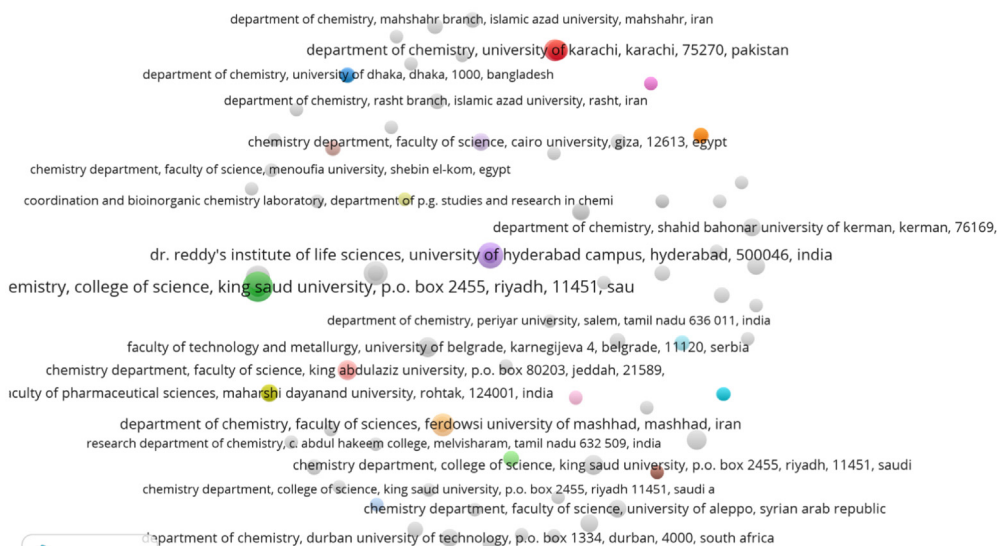 department of chemistry, mahshahr branch, islamic azad university, mahshahr, iran
department of chemistry, university of karachi, karachi, 75270, pakistan
department of chemistry, university of dhaka, dhaka, 1000, bangladesh
department of chemistry, rasht branch, islamic azad university, rasht, iran
chemistry department, faculty of science, cairo university, giza, 12613, egypt
chemistry department, faculty of science, menoufia university, shebin el-kom, egypt
coordination and bioinorganic chemistry laboratory, department of p.g. studies and research in chemi
department of chemistry, shahid bahonar university of kerman, kerman, 76169,
dr. reddy's institute of life sciences, university of hyderabad campus, hyderabad, 500046, india
emistry, college of science, king saud university, p.o. box 2455, riyadh, 11451, sau
department of chemistry, periyar university, salem, tamil nadu 636 011, india
faculty of technology and metallurgy, university of belgrade, karnegijeva 4, belgrade, 11120, serbia
chemistry department, faculty of science, king abdulaziz university, p.o. box 80203, jeddah, 21589,
culty of pharmaceutical sciences, maharshi dayanand university, rohtak, 124001, india
department of chemistry, faculty of sciences, ferdowsi university of mashhad, mashhad, iran
research department of chemistry, c. abdul hakeem college, melvisharam, tamil nadu 632 509, india
chemistry department, college of science, king saud university, p.o. box 2455, riyadh, 11451, saudi
chemistry department, college of science, king saud university, p.o. box 2455, riyadh 11451, saudi a
chemistry department, faculty of science, university of aleppo, syrian arab republic
department of chemistry, durban university of technology, p.o. box 1334, durban, 4000, south africa